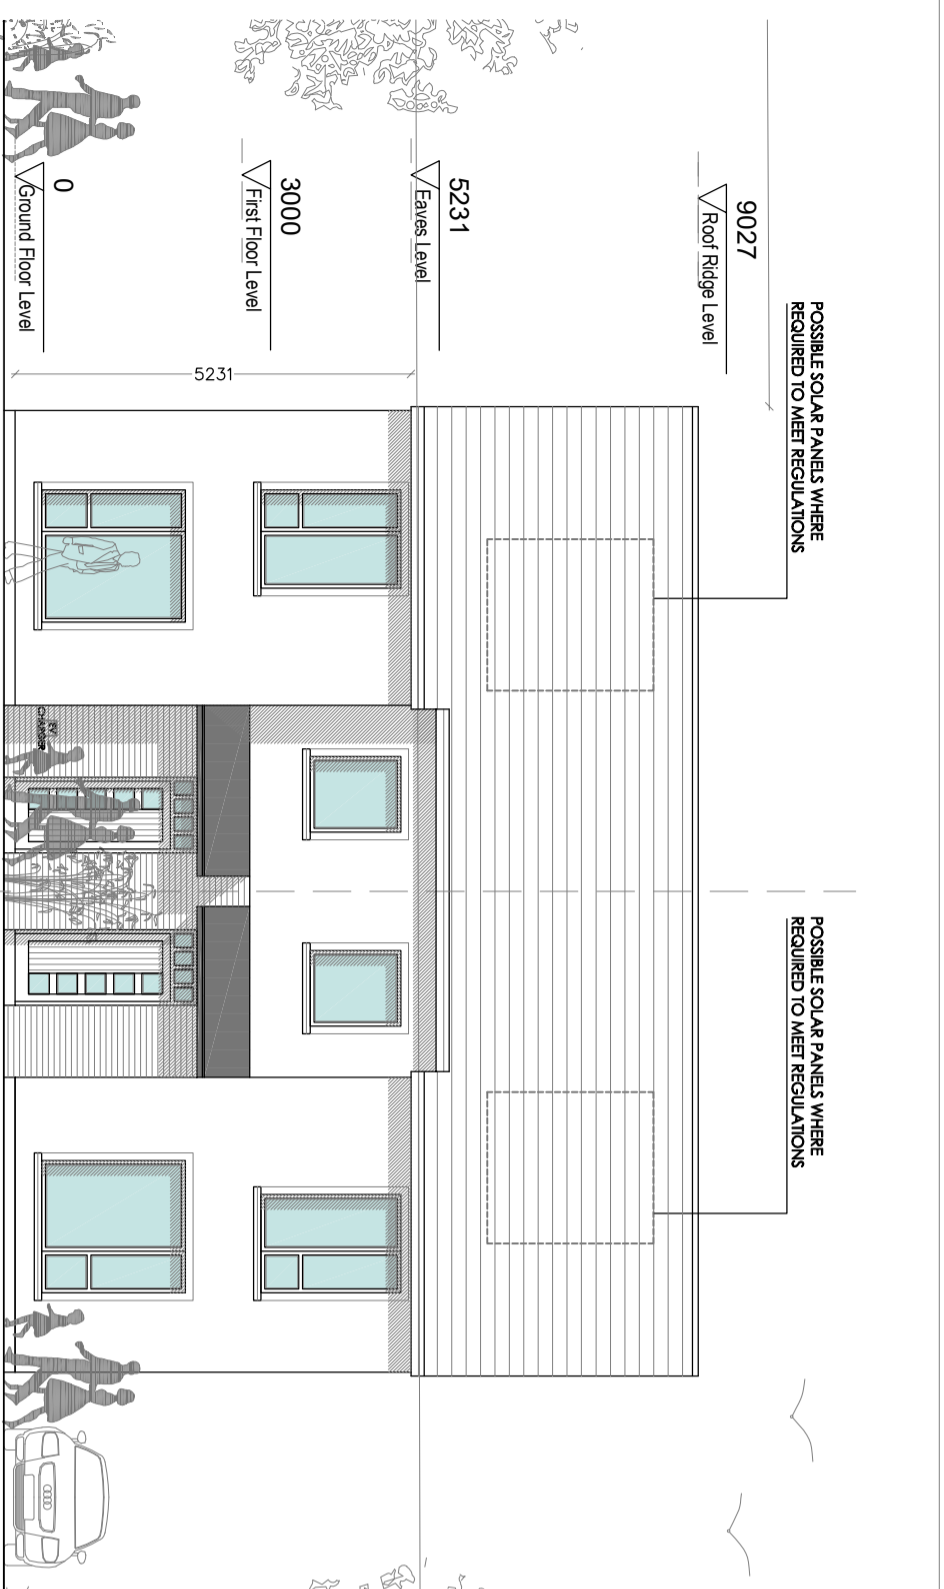 POSSIBLE SOLAR PANELS WHERE
REQUIRED TO MEET REGULATIONS
POSSIBLE SOLAR PANELS WHERE
REQUIRED TO MEET REGULATIONS
9027
Roof Ridge Level
5231
Eaves Level
3000
First Floor Level
0
Ground Floor Level
5231
EV
CHARGER